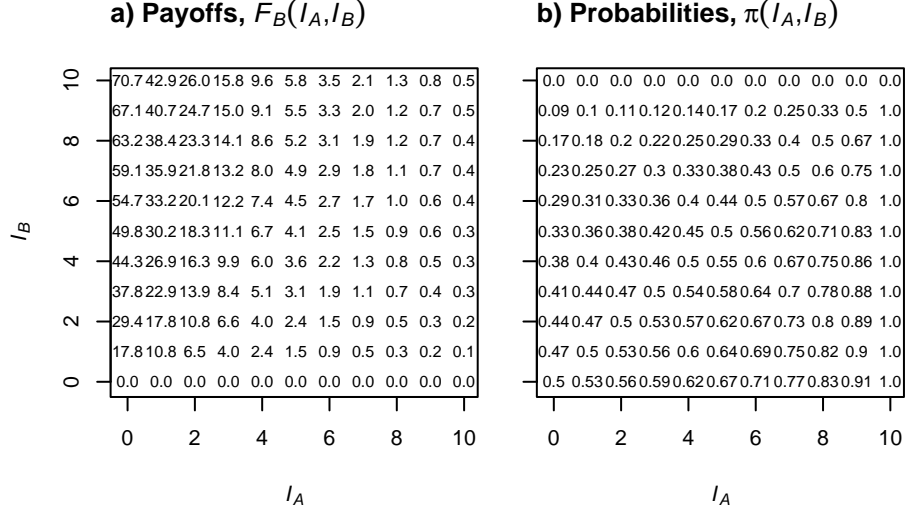 a) Payoffs, F_B(I_A,I_B) b) Probabilities, π(I_A,I_B)
10 70.7 42.9 26.0 15.8 9.6 5.8 3.5 2.1 1.3 0.8 0.5 0.0 0.0 0.0 0.0 0.0 0.0 0.0 0.0 0.0 0.0 0.0
67.1 40.7 24.7 15.0 9.1 5.5 3.3 2.0 1.2 0.7 0.5 0.09 0.1 0.11 0.12 0.14 0.17 0.2 0.25 0.33 0.5 1.0
8 63.2 38.4 23.3 14.1 8.6 5.2 3.1 1.9 1.2 0.7 0.4 0.17 0.18 0.2 0.22 0.25 0.29 0.33 0.4 0.5 0.67 1.0
59.1 35.9 21.8 13.2 8.0 4.9 2.9 1.8 1.1 0.7 0.4 0.23 0.25 0.27 0.3 0.33 0.38 0.43 0.5 0.6 0.75 1.0
6 54.7 33.2 20.1 12.2 7.4 4.5 2.7 1.7 1.0 0.6 0.4 0.29 0.31 0.33 0.36 0.4 0.44 0.5 0.57 0.67 0.8 1.0
I_B
49.8 30.2 18.3 11.1 6.7 4.1 2.5 1.5 0.9 0.6 0.3 0.33 0.36 0.38 0.42 0.45 0.5 0.56 0.62 0.71 0.83 1.0
4 44.3 26.9 16.3 9.9 6.0 3.6 2.2 1.3 0.8 0.5 0.3 0.38 0.4 0.43 0.46 0.5 0.55 0.6 0.67 0.75 0.86 1.0
37.8 22.9 13.9 8.4 5.1 3.1 1.9 1.1 0.7 0.4 0.3 0.41 0.44 0.47 0.5 0.54 0.58 0.64 0.7 0.78 0.88 1.0
2 29.4 17.8 10.8 6.6 4.0 2.4 1.5 0.9 0.5 0.3 0.2 0.44 0.47 0.5 0.53 0.57 0.62 0.67 0.73 0.8 0.89 1.0
17.8 10.8 6.5 4.0 2.4 1.5 0.9 0.5 0.3 0.2 0.1 0.47 0.5 0.53 0.56 0.6 0.64 0.69 0.75 0.82 0.9 1.0
0 0.0 0.0 0.0 0.0 0.0 0.0 0.0 0.0 0.0 0.0 0.0 0.5 0.53 0.56 0.59 0.62 0.67 0.71 0.77 0.83 0.91 1.0
0 2 4 6 8 10 0 2 4 6 8 10
I_A I_A